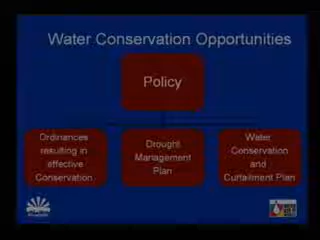 Water Conservation Opportunities
Policy
Ordinances
resulting in
effective
Conservation
Drought
Management
Plan
Water
Conservation
and
Curtailment Plan